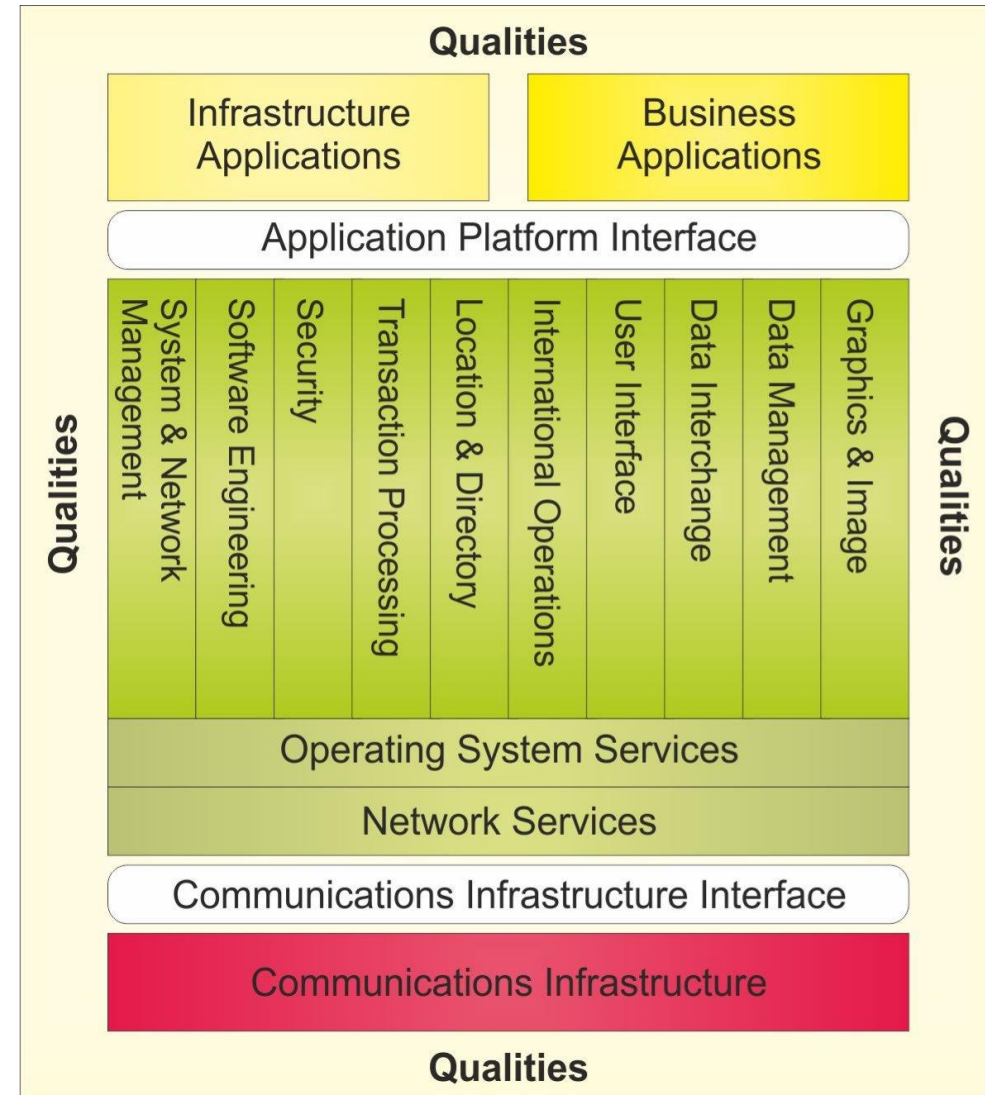 Qualities
Infrastructure
Applications
Business
Applications
Application Platform Interface
System & Network
Management
Software Engineering
Security
Transaction Processing
Location & Directory
International Operations
User Interface
Data Interchange
Data Management
Graphics & Image
Qualities
Qualities
Operating System Services
Network Services
Communications Infrastructure Interface
Communications Infrastructure
Qualities